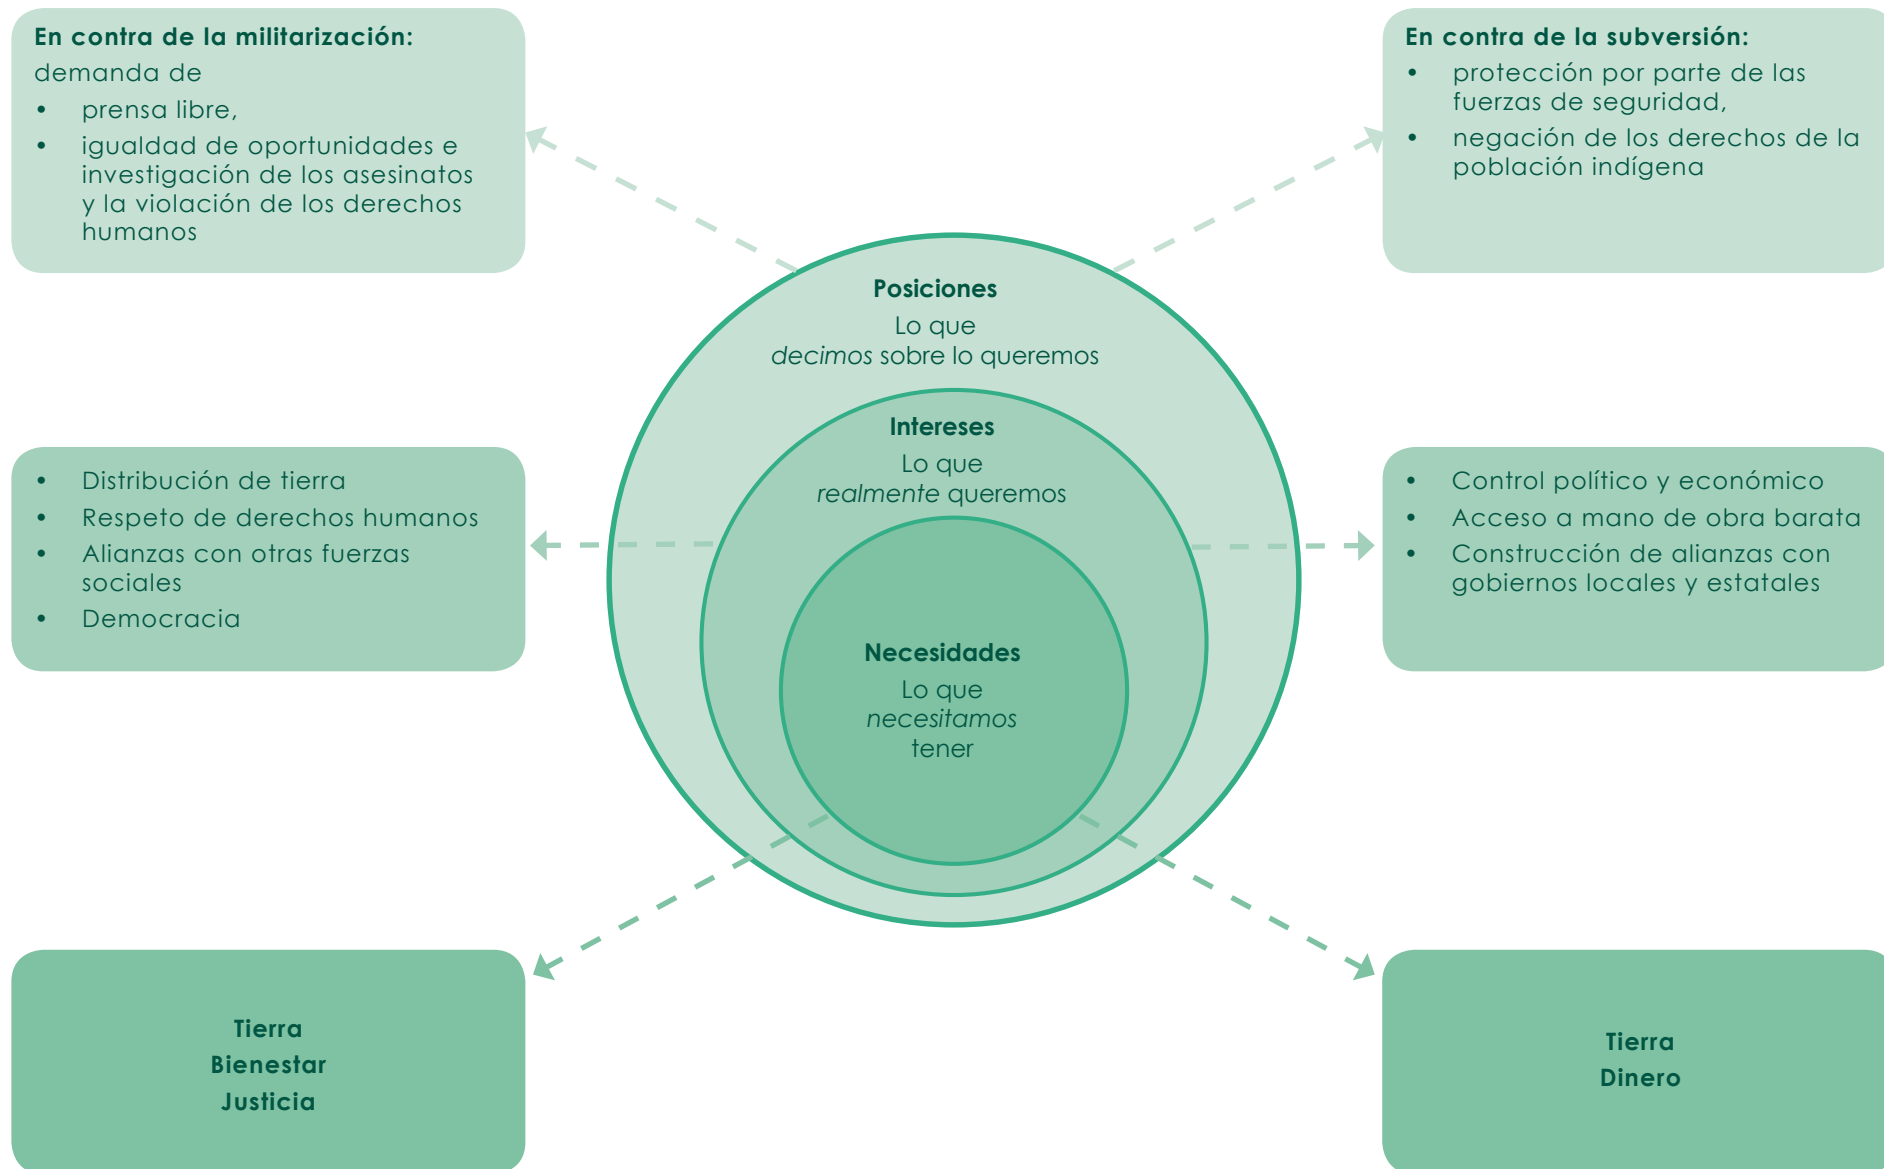 En contra de la militarización:
demanda de
• prensa libre,
• igualdad de oportunidades e
investigación de los asesinatos
y la violación de los derechos
humanos
En contra de la subversión:
• protección por parte de las
fuerzas de seguridad,
• negación de los derechos de la
población indígena
Posiciones
Lo que
decimos sobre lo queremos
Intereses
Lo que
realmente queremos
Necesidades
Lo que
necesitamos
tener
• Distribución de tierra
• Respeto de derechos humanos
• Alianzas con otras fuerzas
sociales
• Democracia
• Control político y económico
• Acceso a mano de obra barata
• Construcción de alianzas con
gobiernos locales y estatales
Tierra
Bienestar
Justicia
Tierra
Dinero